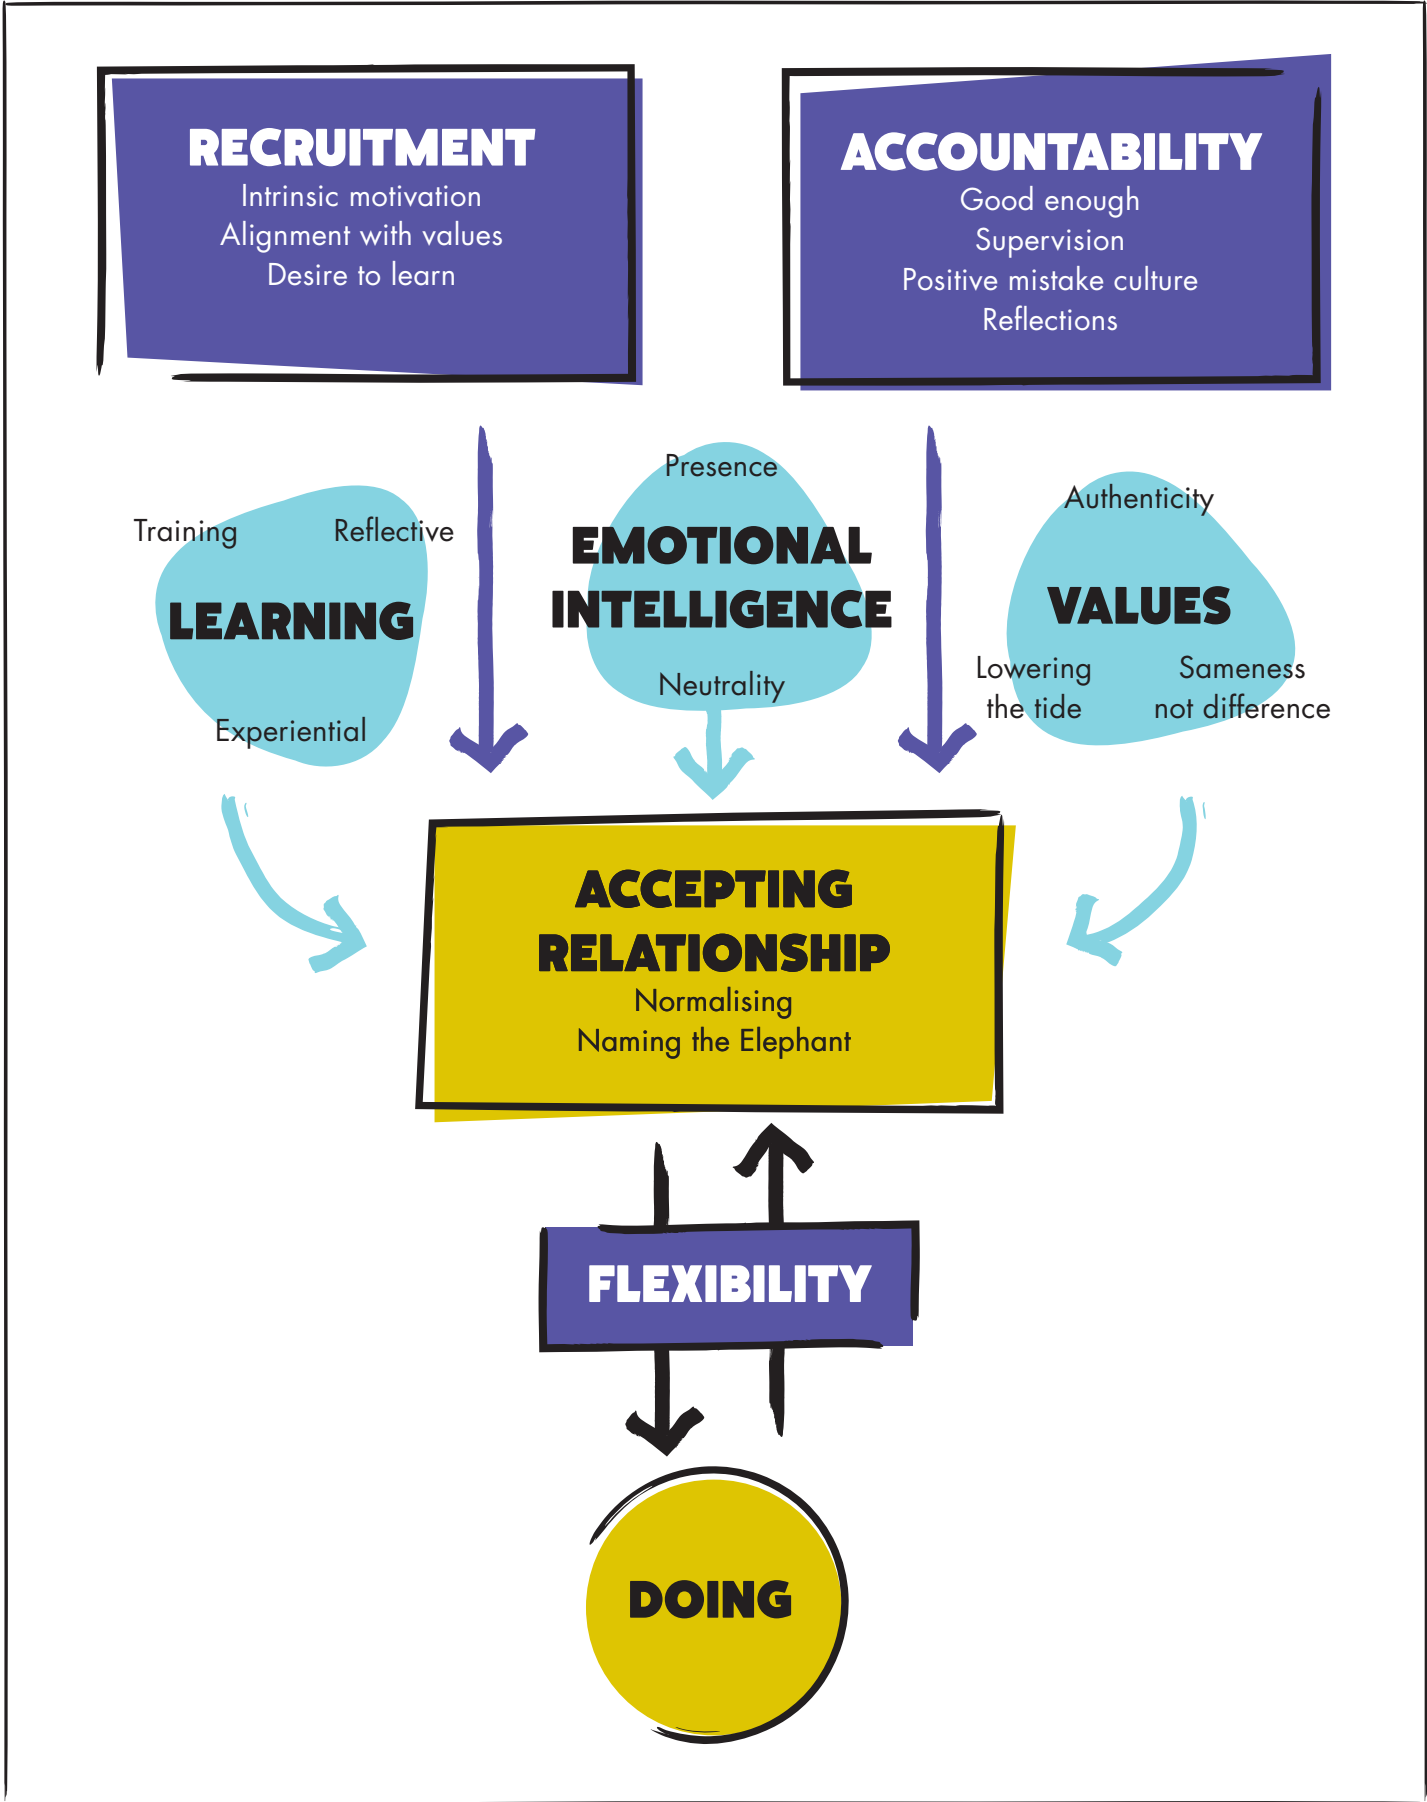 RECRUITMENT
Intrinsic motivation
Alignment with values
Desire to learn
ACCOUNTABILITY
Good enough
Supervision
Positive mistake culture
Reflections
Training
Reflective
LEARNING
Experiential
Presence
EMOTIONAL
INTELLIGENCE
Neutrality
Authenticity
VALUES
Lowering
the tide
Sameness
not difference
ACCEPTING
RELATIONSHIP
Normalising
Naming the Elephant
FLEXIBILITY
DOING